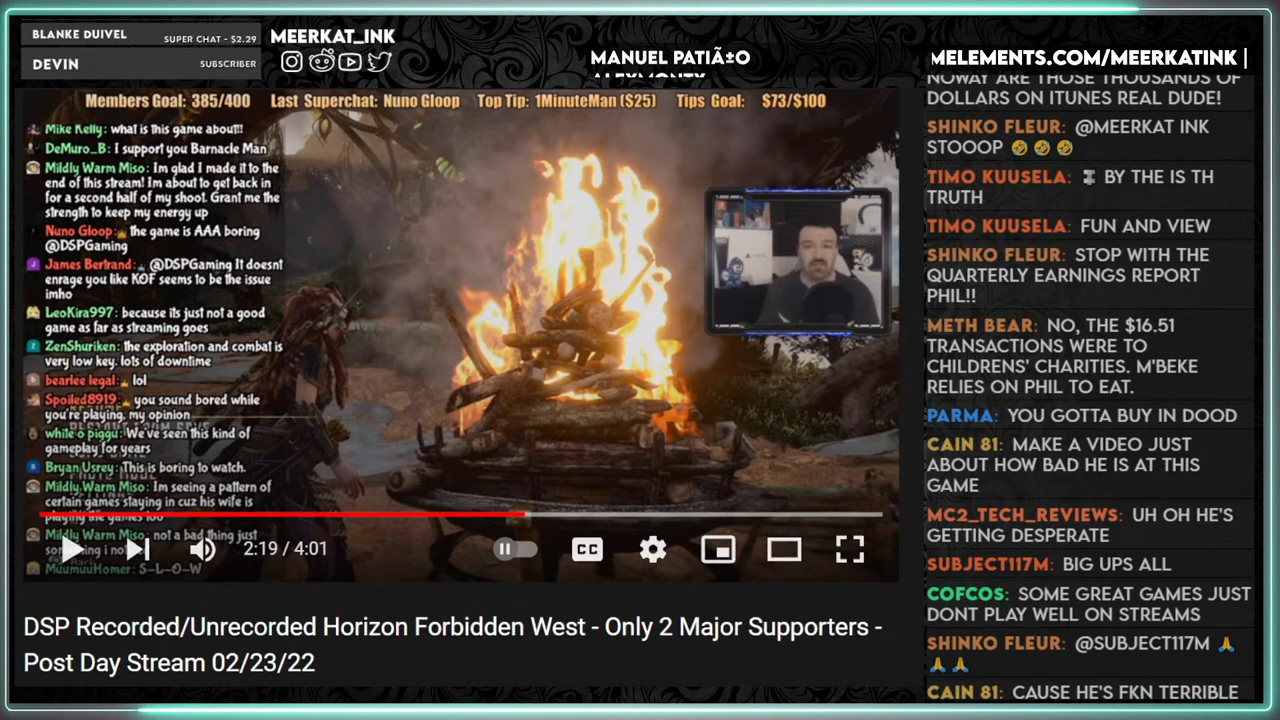 BLANKE DUIVEL
SUPER CHAT - $2.29
DEVIN
SUBSCRIBER
MEERKAT_INK
MANUEL PATIÃ±O
ALEXMONTY
MELEMENTS.COM/MEERKATINK |
Members Goal: 385/400 Last Superchat: Nuno Gloop Top Tip: 1MinuteMan ($25) Tips Goal: $73/$100
Mike Kelly: what is this game about!!
DeMuro_B: I support you Barnacle Man
Mildly Warm Miso: Im glad I made it to the
end of this stream! Im about to get back in
for a second half of my shoot. Grant me the
strength to keep my energy up
Nuno Gloop: the game is AAA boring
@DSPGaming
James Bertrand: @DSPGaming It doesnt
enrage you like KOF seems to be the issue
imho
LeoKira997: because its just not a good
game as far as streaming goes
ZenShuriken: the exploration and combat is
very low key. lots of downtime
bearlee legal: lol
Spoiled8919: you sound bored while
you're playing, my opinion
while o piggu: We've seen this kind of
gameplay for years
Bryan Usrey: This is boring to watch.
Mildly Warm Miso: Im seeing a pattern of
certain games staying in cuz his wife is
playing the games too
Mildly Warm Miso: not a bad thing just
MuumuuHomer: S-L-O-W
2:19 / 4:01
CC
DSP Recorded/Unrecorded Horizon Forbidden West - Only 2 Major Supporters -
Post Day Stream 02/23/22
NOWAY ARE THOSE THOUSANDS OF
DOLLARS ON ITUNES REAL DUDE!
SHINKO FLEUR: @MEERKAT INK
STOOOP 🤣 🤣 🤣
TIMO KUUSELA: BY THE IS TH
TRUTH
TIMO KUUSELA: FUN AND VIEW
SHINKO FLEUR: STOP WITH THE
QUARTERLY EARNINGS REPORT
PHIL!!
METH BEAR: NO, THE $16.51
TRANSACTIONS WERE TO
CHILDRENS' CHARITIES. M'BEKE
RELIES ON PHIL TO EAT.
PARMA: YOU GOTTA BUY IN DOOD
CAIN 81: MAKE A VIDEO JUST
ABOUT HOW BAD HE IS AT THIS
GAME
MC2_TECH_REVIEWS: UH OH HE'S
GETTING DESPERATE
SUBJECT117M: BIG UPS ALL
COFCOS: SOME GREAT GAMES JUST
DONT PLAY WELL ON STREAMS
SHINKO FLEUR: @SUBJECT117M 🙏
🙏 🙏
CAIN 81: CAUSE HE'S FKN TERRIBLE